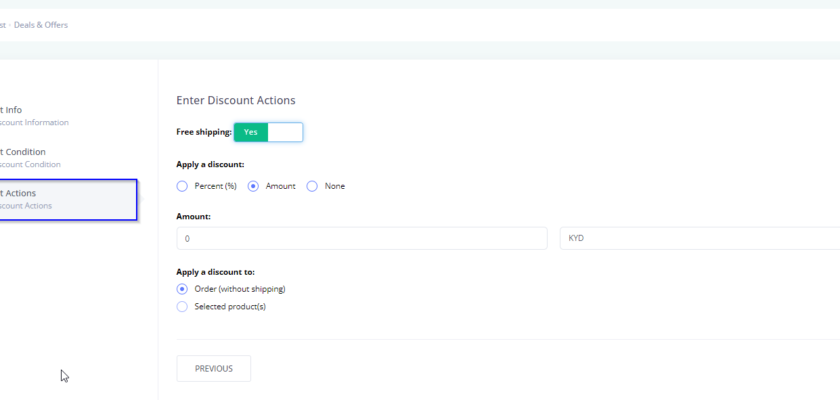 st - Deals & Offers
t Info
scount Information
t Condition
scount Condition
t Actions
scount Actions
Enter Discount Actions
Free shipping: Yes
Apply a discount:
Percent (%) Amount None
Amount:
0 KYD
Apply a discount to:
Order (without shipping)
Selected product(s)
PREVIOUS